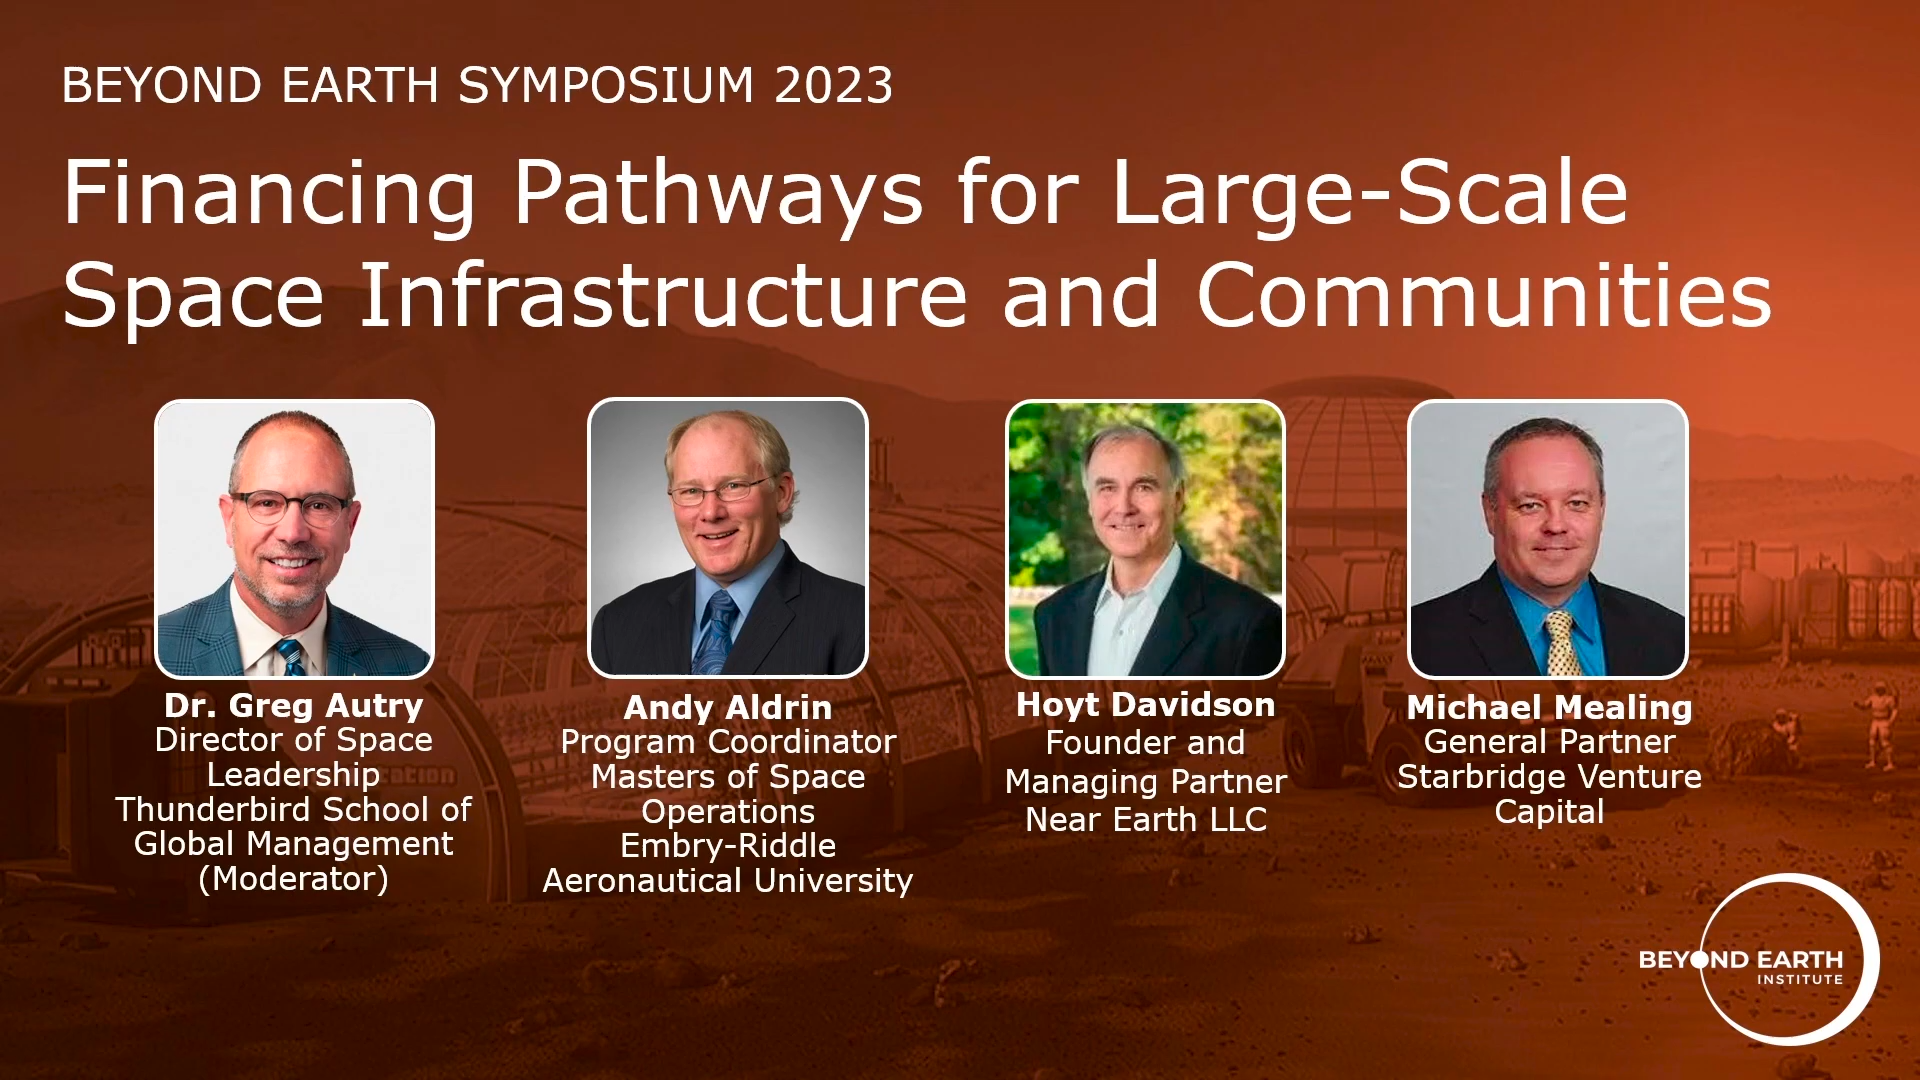 BEYOND EARTH SYMPOSIUM 2023
Financing Pathways for Large-Scale
Space Infrastructure and Communities
Dr. Greg Autry
Director of Space
Leadership
Thunderbird School of
Global Management
(Moderator)
Andy Aldrin
Program Coordinator
Masters of Space
Operations
Embry-Riddle
Aeronautical University
Hoyt Davidson
Founder and
Managing Partner
Near Earth LLC
Michael Mealing
General Partner
Starbridge Venture
Capital
BEYOND EARTH
INSTITUTE